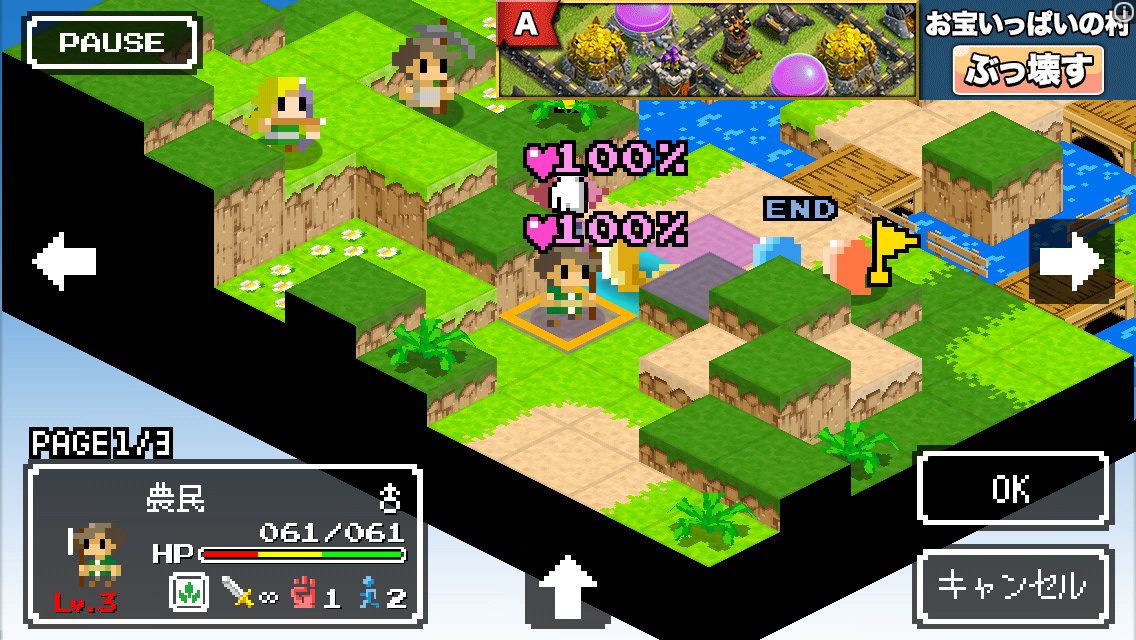 PAUSE
A
お宝いっぱいの村
ぶっ壊す
100%
100%
END
PAGE1/3
農民
061/061
HP
Lv.3
∞ 1 2
OK
キャンセル